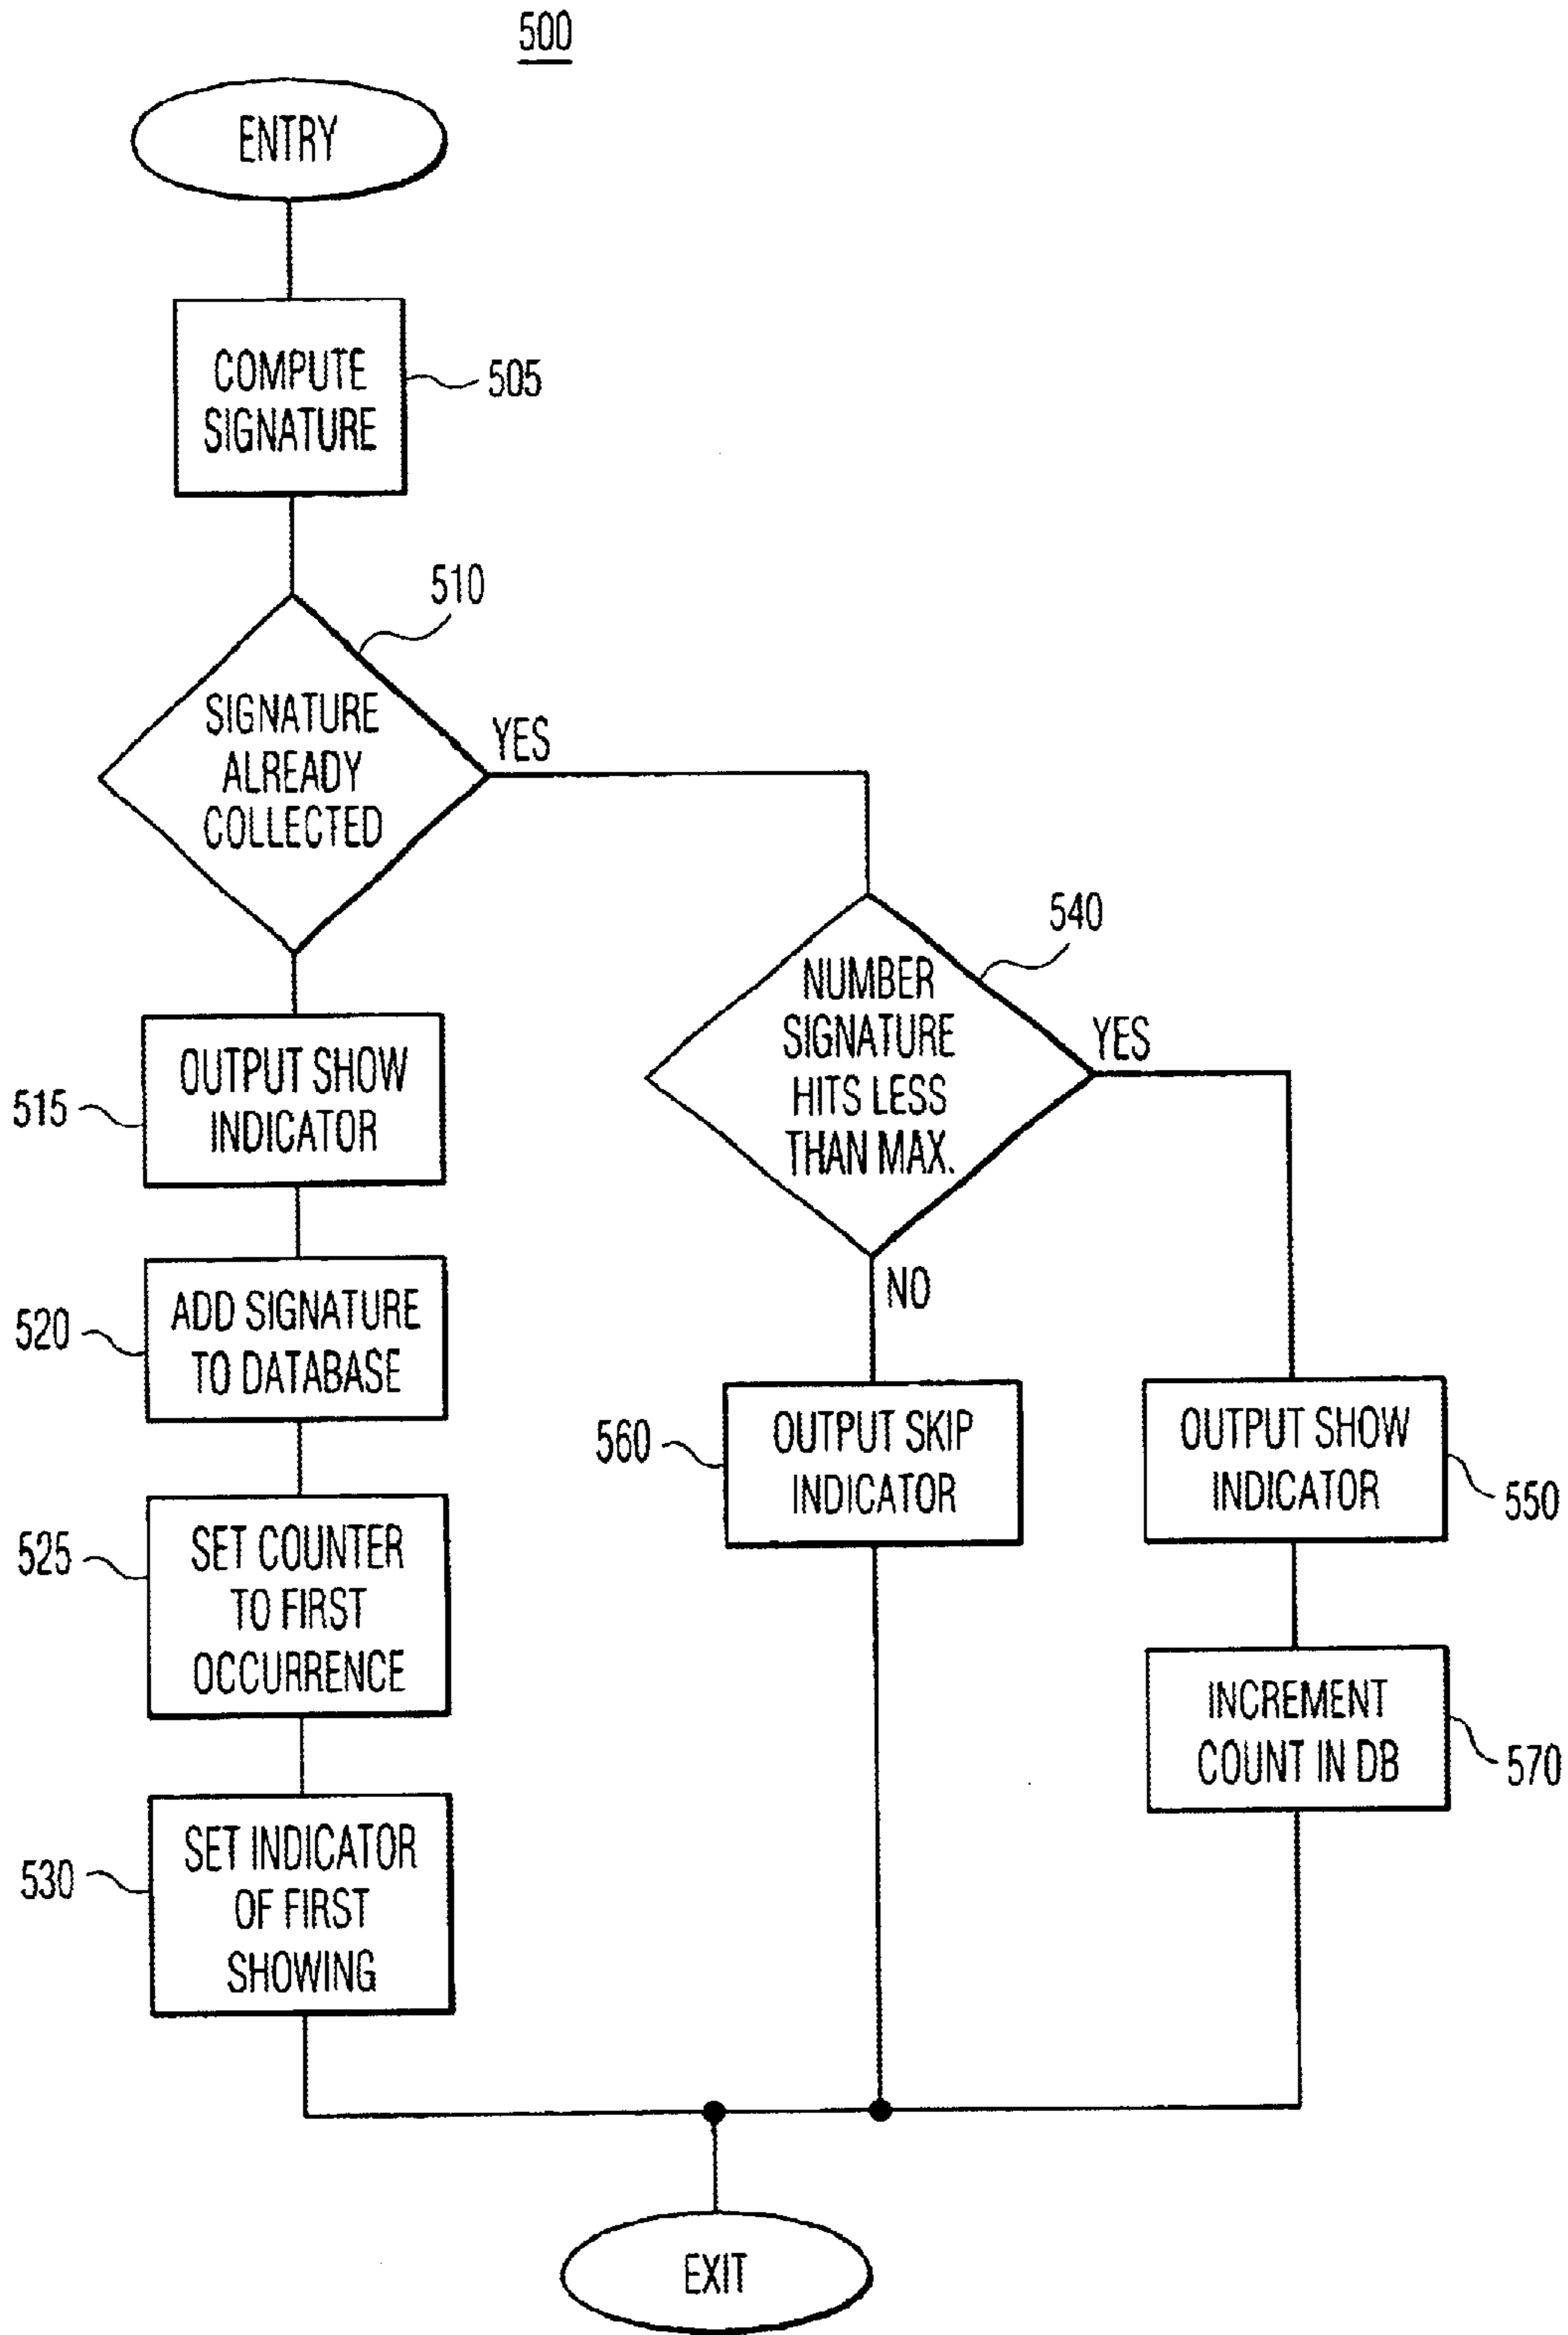 500
ENTRY
COMPUTE
SIGNATURE
505
510
SIGNATURE
ALREADY
COLLECTED
YES
540
NUMBER
SIGNATURE
HITS LESS
THAN MAX.
YES
NO
OUTPUT SHOW
INDICATOR
515
ADD SIGNATURE
TO DATABASE
520
SET COUNTER
TO FIRST
OCCURRENCE
525
SET INDICATOR
OF FIRST
SHOWING
530
OUTPUT SKIP
INDICATOR
560
OUTPUT SHOW
INDICATOR
550
INCREMENT
COUNT IN DB
570
EXIT